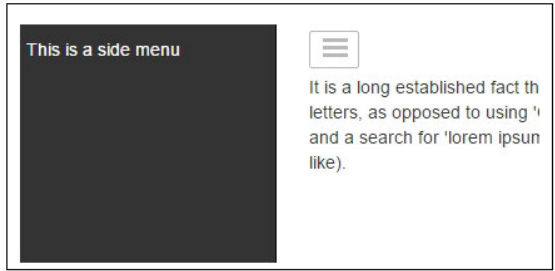 This is a side menu
It is a long established fact th
letters, as opposed to using '
and a search for 'lorem ipsum
like).